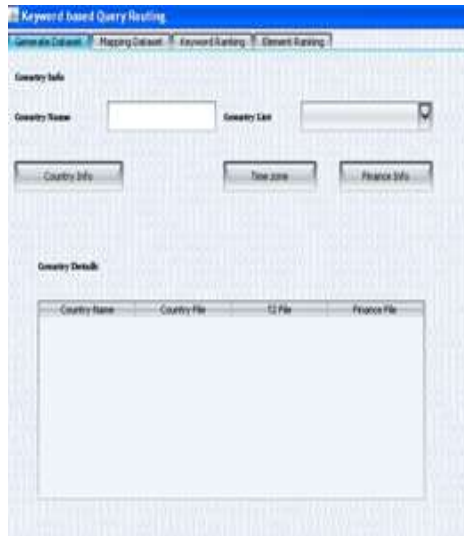 Keyword based Query Routing
Generate Dataset Mapping Dataset Keyword Ranking Element Ranking
Country Info
Country Name Country List
Country Info Time zone Finance Info
Country Details
Country Name Country File TZ File Finance File